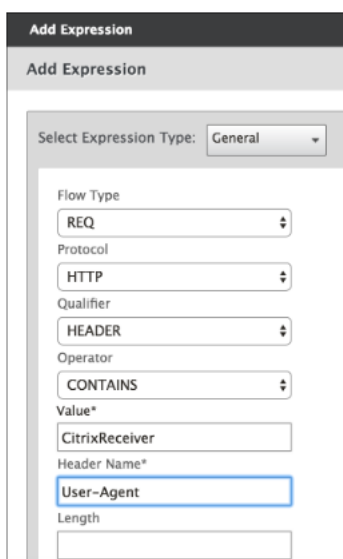 Add Expression
Add Expression
Select Expression Type: General
Flow Type
REQ
Protocol
HTTP
Qualifier
HEADER
Operator
CONTAINS
Value*
CitrixReceiver
Header Name*
User-Agent
Length